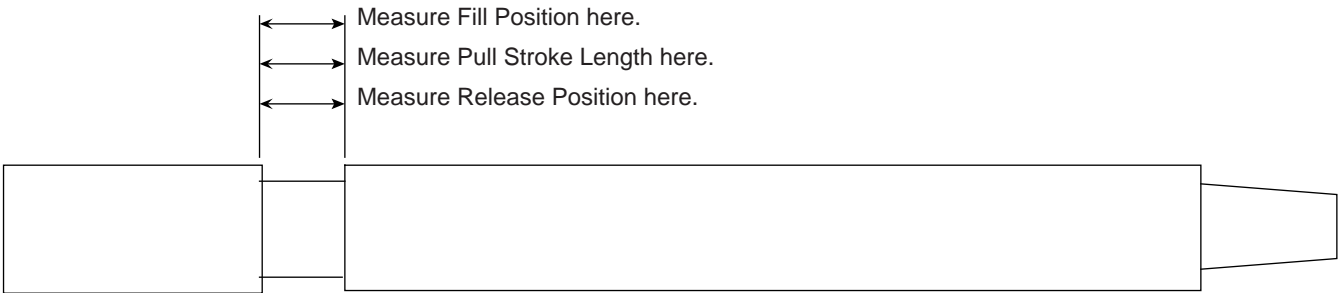 Measure Fill Position here.
Measure Pull Stroke Length here.
Measure Release Position here.